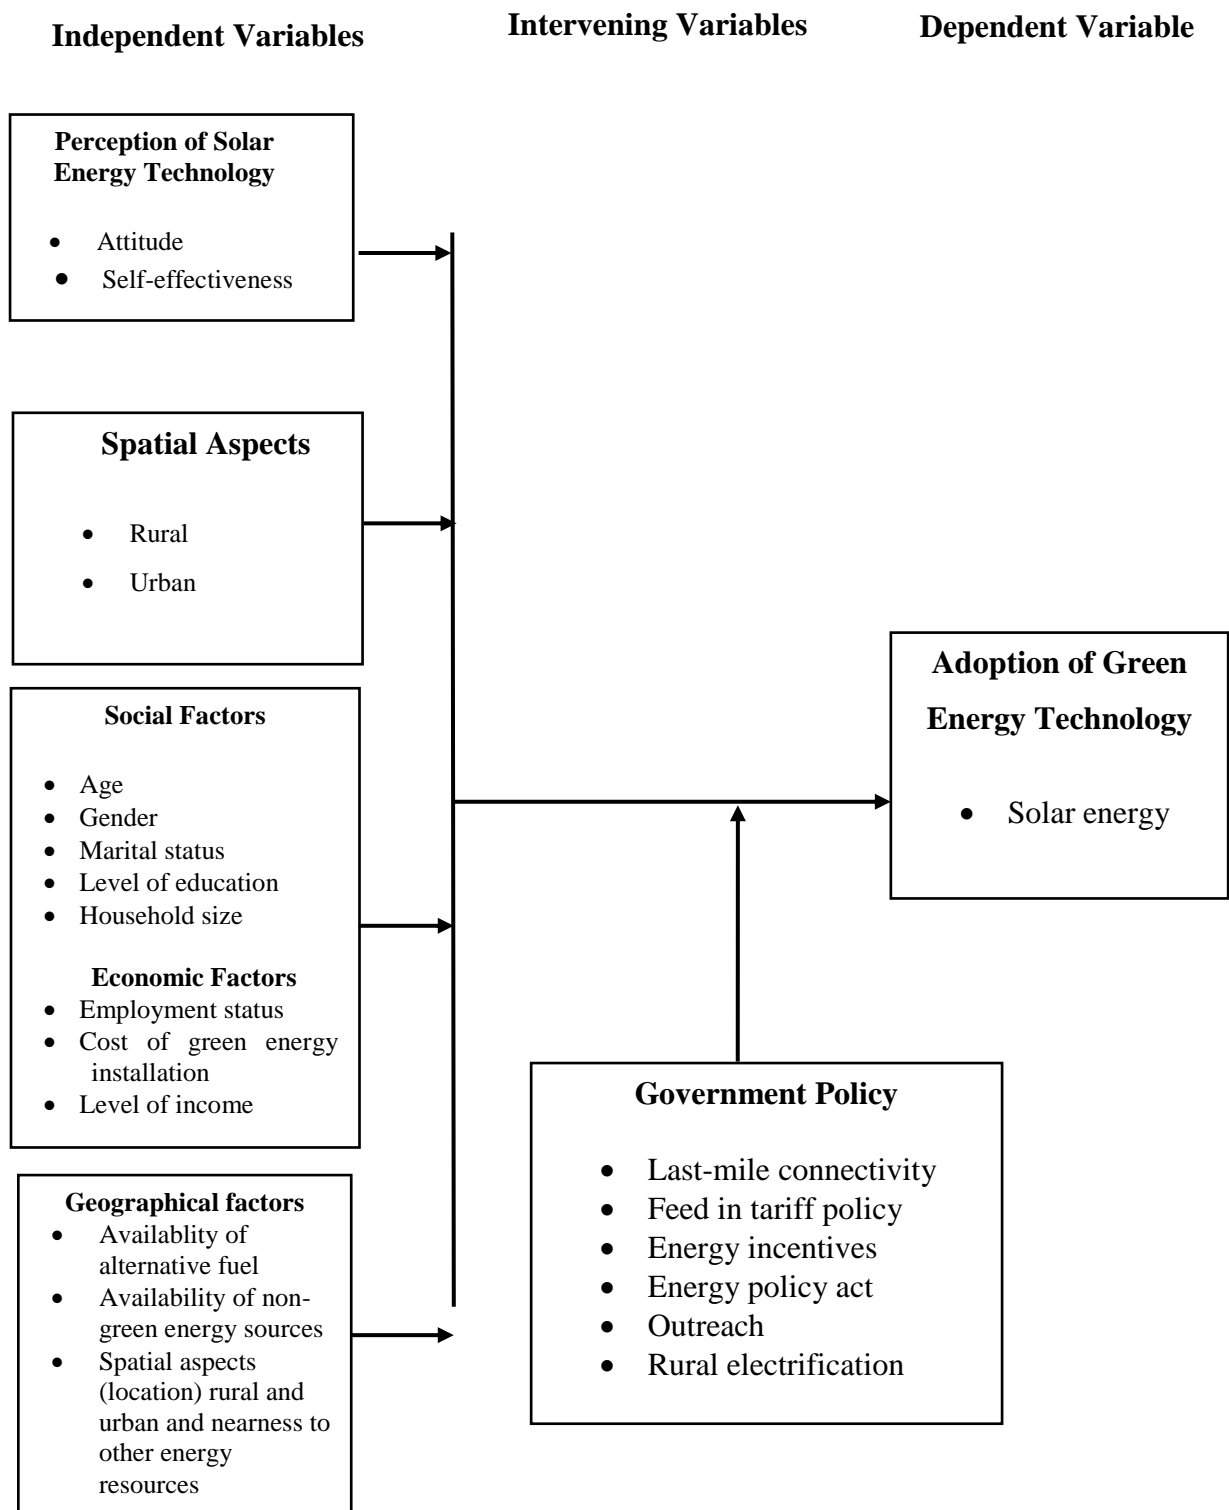 Independent Variables
Intervening Variables
Dependent Variable
Perception of Solar
Energy Technology
• Attitude
• Self-effectiveness
Spatial Aspects
• Rural
• Urban
Social Factors
• Age
• Gender
• Marital status
• Level of education
• Household size
Economic Factors
• Employment status
• Cost of green energy
installation
• Level of income
Geographical factors
• Availablity of
alternative fuel
• Availability of non-
green energy sources
• Spatial aspects
(location) rural and
urban and nearness to
other energy
resources
Government Policy
• Last-mile connectivity
• Feed in tariff policy
• Energy incentives
• Energy policy act
• Outreach
• Rural electrification
Adoption of Green
Energy Technology
• Solar energy